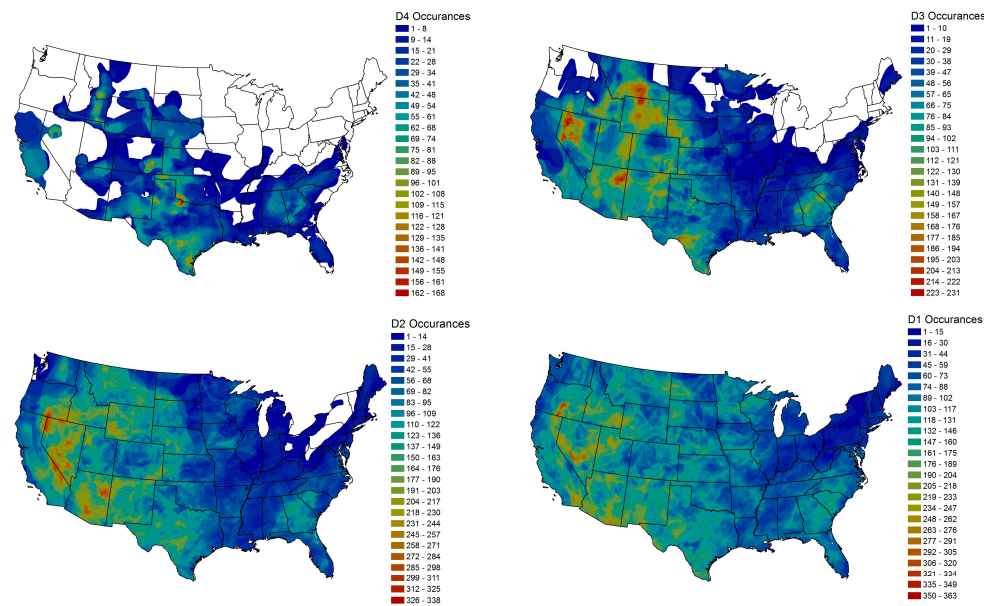 D4 Occurances
1 - 8
9 - 14
15 - 21
22 - 28
29 - 34
35 - 41
42 - 48
49 - 54
55 - 61
62 - 68
69 - 74
75 - 81
82 - 88
89 - 95
96 - 101
102 - 108
109 - 115
116 - 121
122 - 128
129 - 135
136 - 141
142 - 148
149 - 155
156 - 161
162 - 168
D3 Occurances
1 - 10
11 - 19
20 - 29
30 - 38
39 - 47
48 - 56
57 - 65
66 - 75
76 - 84
85 - 93
94 - 102
103 - 111
112 - 121
122 - 130
131 - 139
140 - 148
149 - 157
158 - 167
168 - 176
177 - 185
186 - 194
195 - 203
204 - 213
214 - 222
223 - 231
D2 Occurances
1 - 14
15 - 28
29 - 41
42 - 55
56 - 68
69 - 82
83 - 95
96 - 109
110 - 122
123 - 136
137 - 149
150 - 163
164 - 176
177 - 190
191 - 203
204 - 217
218 - 230
231 - 244
245 - 257
258 - 271
272 - 284
285 - 298
299 - 311
312 - 325
326 - 338
D1 Occurances
1 - 15
16 - 30
31 - 44
45 - 59
60 - 73
74 - 88
89 - 102
103 - 117
118 - 131
132 - 146
147 - 160
161 - 175
176 - 189
190 - 204
205 - 218
219 - 233
234 - 247
248 - 262
263 - 276
277 - 291
292 - 305
306 - 320
321 - 334
335 - 349
350 - 363